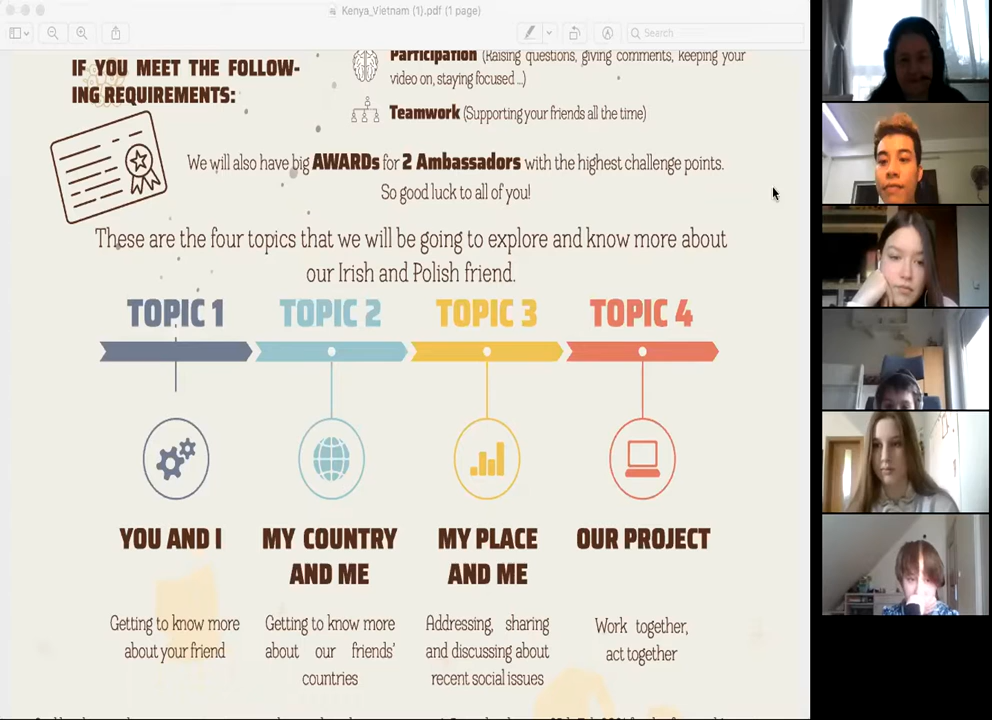 Kenya_Vietnam (1).pdf (1 page)
Search
IF YOU MEET THE FOLLOW-
ING REQUIREMENTS:
Participation (Raising questions, giving comments, keeping your
video on, staying focused ...)
Teamwork (Supporting your friends all the time)
We will also have big AWARDs for 2 Ambassadors with the highest challenge points.
So good luck to all of you!
These are the four topics that we will be going to explore and know more about
our Irish and Polish friend.
TOPIC 1 TOPIC 2 TOPIC 3 TOPIC 4
YOU AND I
Getting to know more
about your friend
MY COUNTRY
AND ME
Getting to know more
about our friends'
countries
MY PLACE
AND ME
Addressing, sharing
and discussing about
recent social issues
OUR PROJECT
Work together,
act together